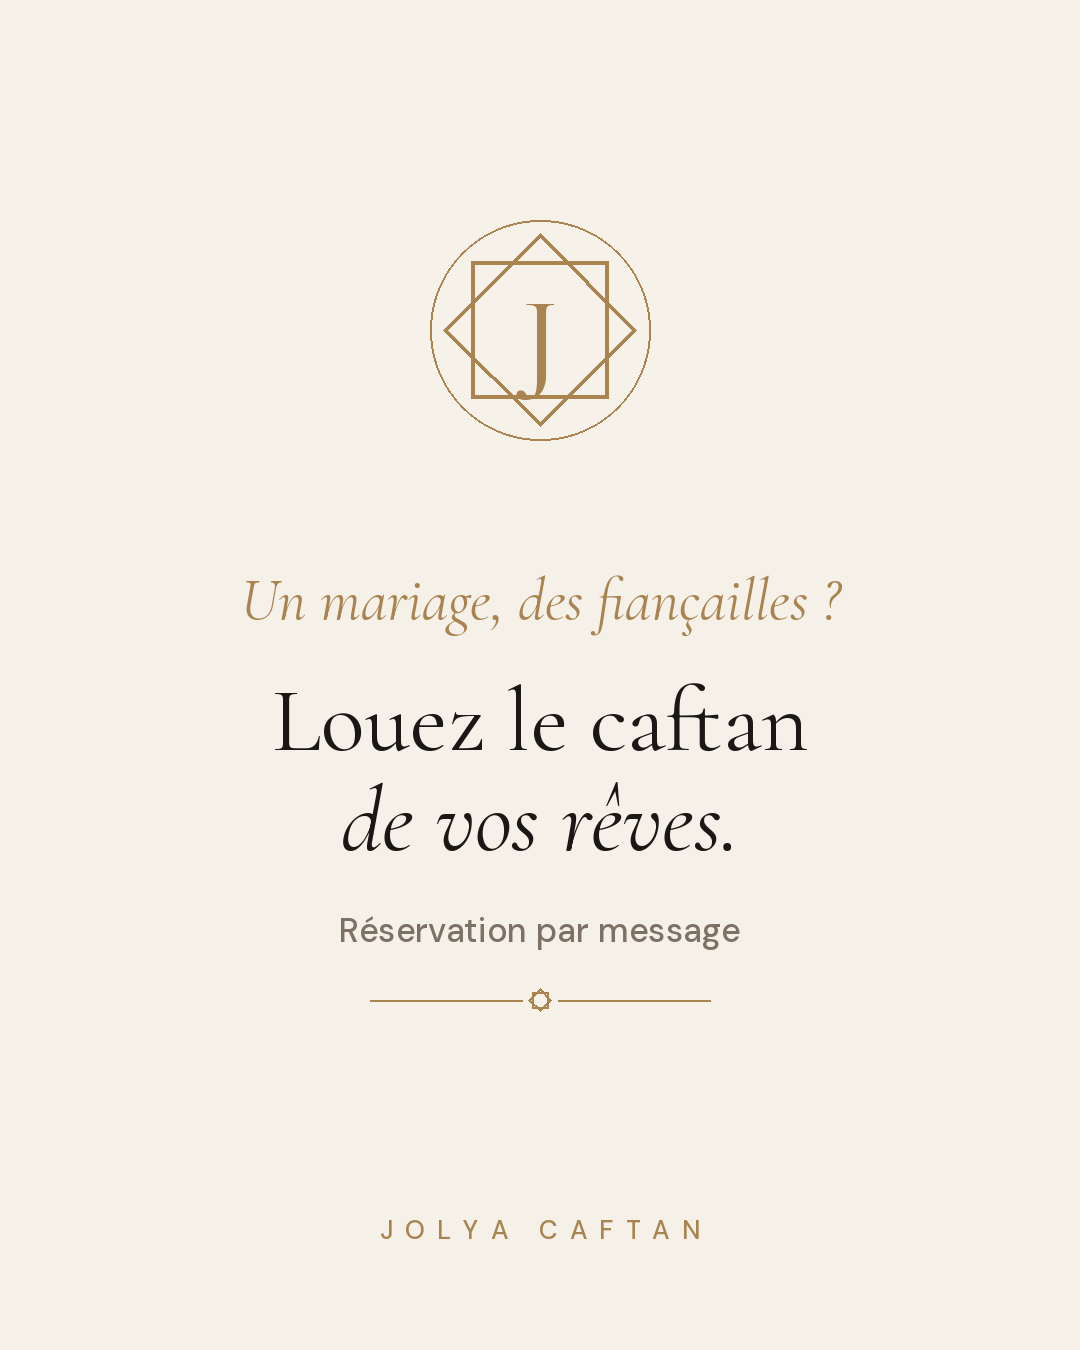 J
Un mariage, des fiançailles ?
Louez le caftan
de vos rêves.
Réservation par message
JOLYA CAFTAN